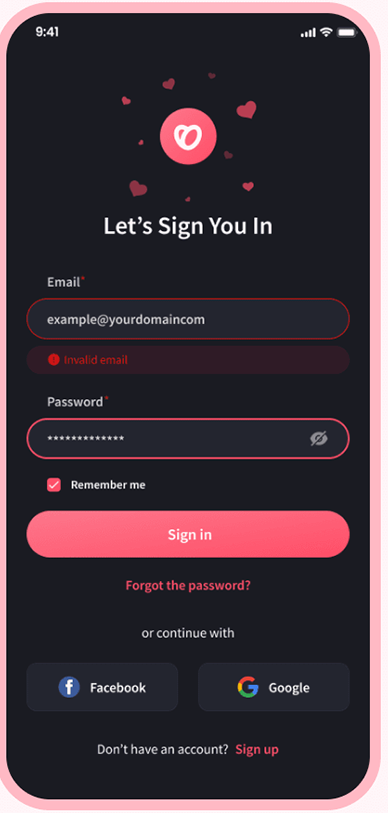 9:41
Let's Sign You In
Email*
example@yourdomaincom
Invalid email
Password*
*************
Remember me
Sign in
Forgot the password?
or continue with
Facebook
Google
Don't have an account? Sign up